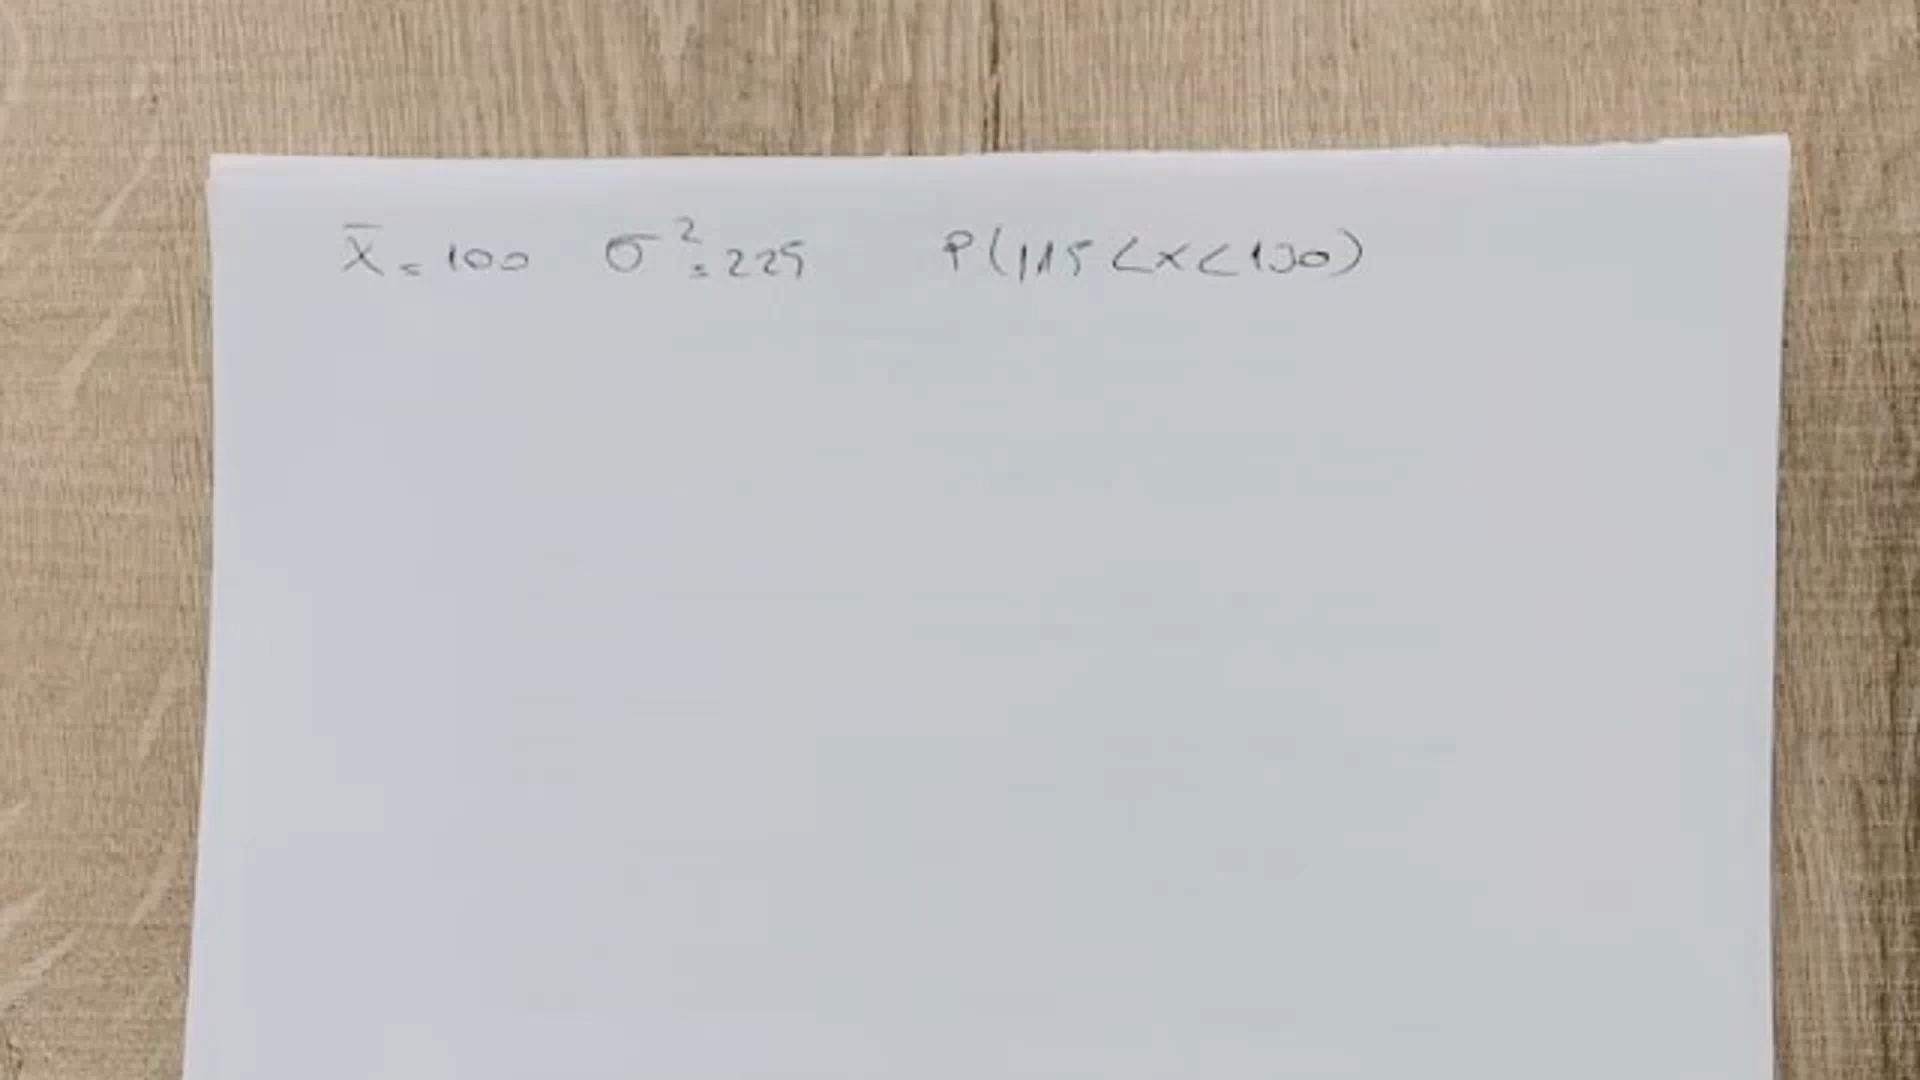 x̄ = 100 σ² = 225 P(115 < x < 130)